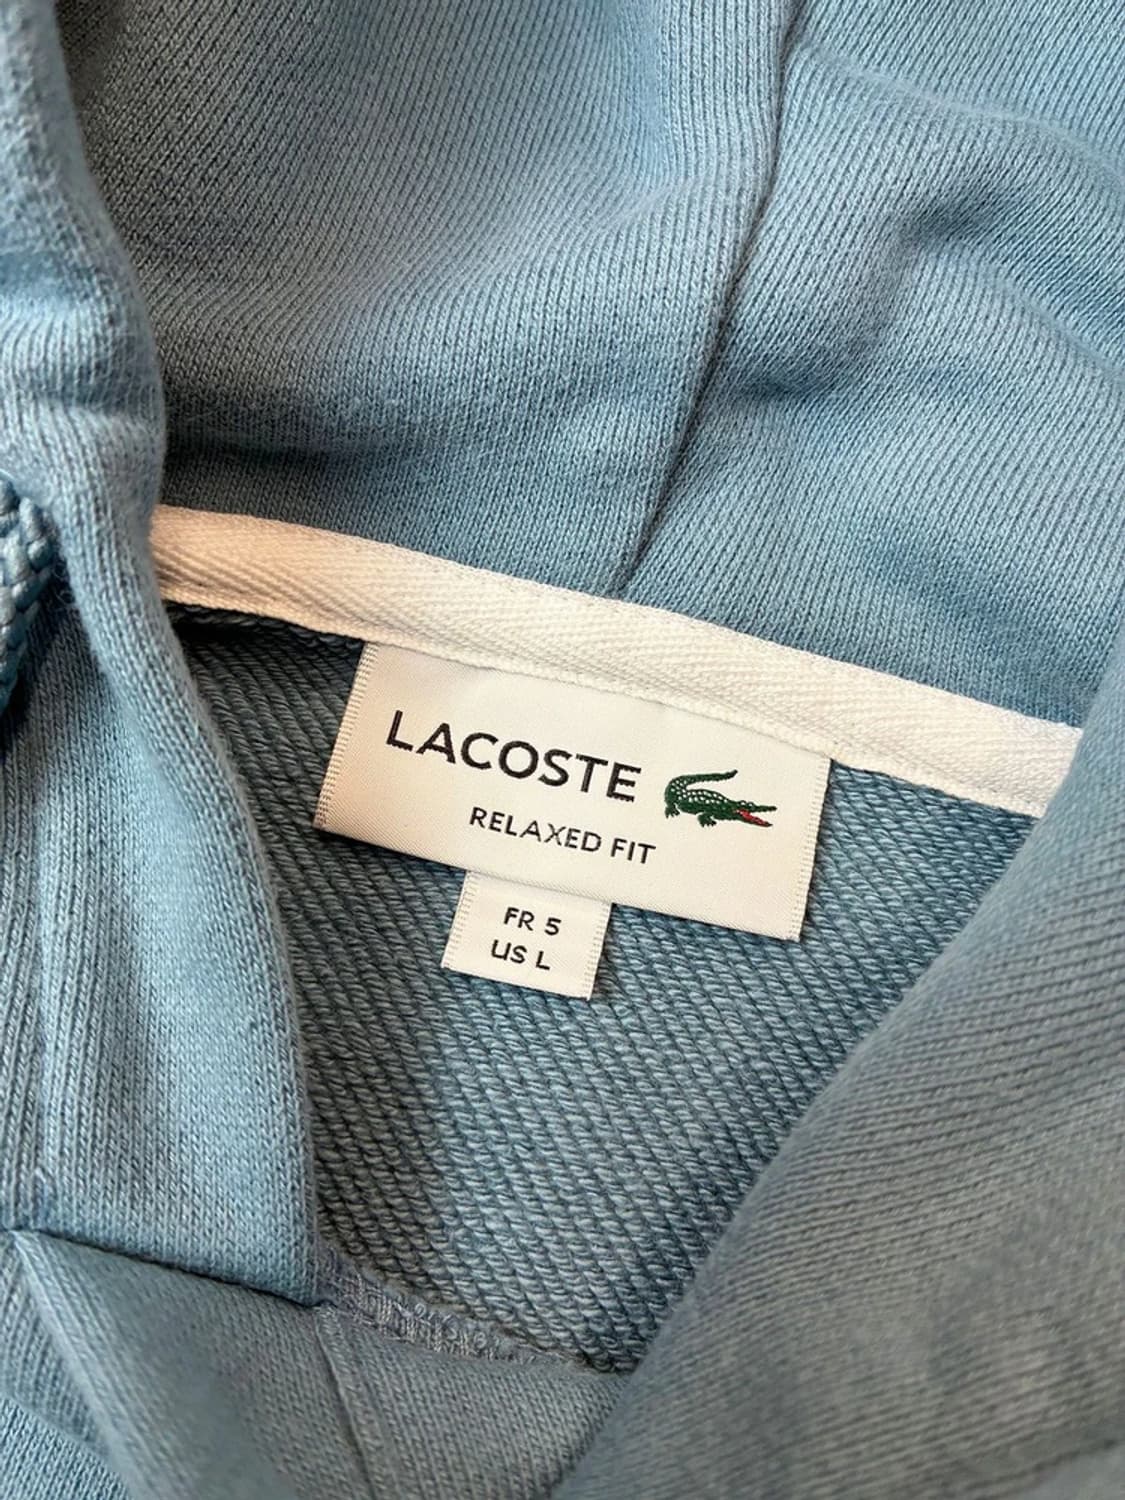 LACOSTE
RELAXED FIT
FR 5
US L